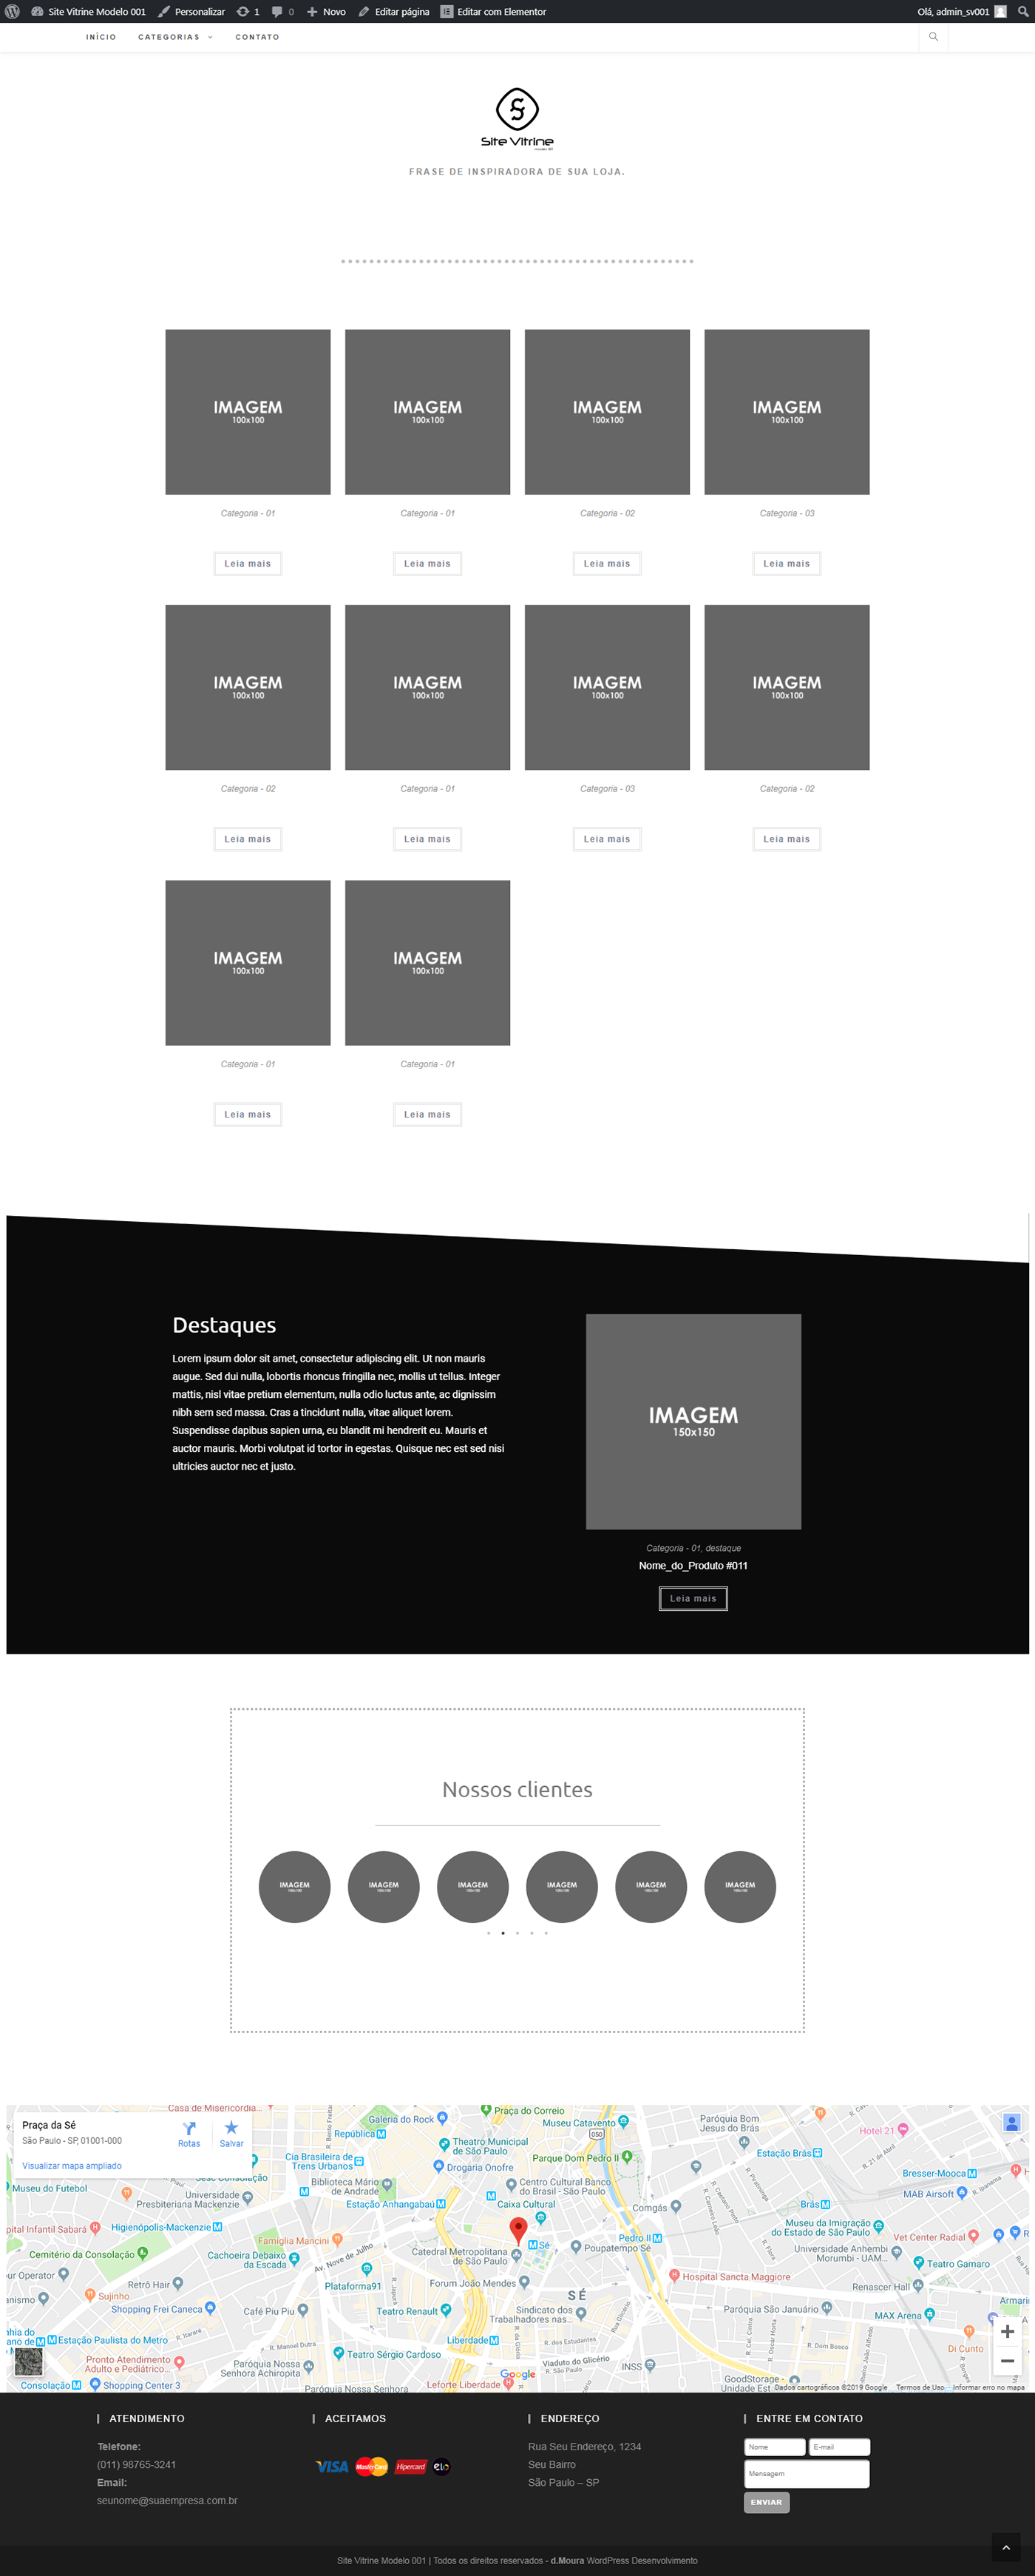 Site Vitrine Modelo 001 Personalizar 1 0 Novo Editar página Editar com Elementor Olá, admin_sv001
INÍCIO CATEGORIAS CONTATO
Site Vitrine
FRASE DE INSPIRADORA DE SUA LOJA.
IMAGEM IMAGEM IMAGEM IMAGEM
100x100 100x100 100x100 100x100
Categoria - 01 Categoria - 01 Categoria - 02 Categoria - 03
Leia mais Leia mais Leia mais Leia mais
IMAGEM IMAGEM IMAGEM IMAGEM
100x100 100x100 100x100 100x100
Categoria - 02 Categoria - 01 Categoria - 03 Categoria - 02
Leia mais Leia mais Leia mais Leia mais
IMAGEM IMAGEM
100x100 100x100
Categoria - 01 Categoria - 01
Leia mais Leia mais
Destaques
Lorem ipsum dolor sit amet, consectetur adipiscing elit. Ut non mauris
augue. Sed dui nulla, lobortis rhoncus fringilla nec, mollis ut tellus. Integer
mattis, nisl vitae pretium elementum, nulla odio luctus ante, ac dignissim
nibh sem sed massa. Cras a tincidunt nulla, vitae aliquet lorem.
Suspendisse dapibus sapien urna, eu blandit mi hendrerit eu. Mauris et
auctor mauris. Morbi volutpat id tortor in egestas. Quisque nec est sed nisi
ultricies auctor nec et justo.
IMAGEM
150x150
Categoria - 01, destaque
Nome_do_Produto #011
Leia mais
Nossos clientes
IMAGEM IMAGEM IMAGEM IMAGEM IMAGEM IMAGEM
Praça da Sé
São Paulo - SP, 01001-000
Visualizar mapa ampliado
Rotas Salvar
Casa de Misericórdia...
Galeria do Rock
Praça do Correio
República
Museu Catavento
Paróquia Bom
Jesus do Brás
Hotel 21
Theatro Municipal
de São Paulo
Cia Brasileira de
Trens Urbanos
Parque Dom Pedro II
Estação Brás
Drogaria Onofre
Bresser-Mooca
Museu do Futebol
Universidade
Presbiteriana Mackenzie
Biblioteca Mário
de Andrade
Centro Cultural Banco
do Brasil - São Paulo
MAB Airsoft
Estação Anhangabaú
Caixa Cultural
Comgás
Brás
Higienópolis-Mackenzie
Família Mancini
Pedro II
Museu da Imigração
do Estado de São Paulo
Vet Center Radial
Cemitério da Consolação
Cachoeira Debaixo
da Escada
Av. Nove de Julho
Catedral Metropolitana
de São Paulo
Sé
Poupatempo Sé
Universidade Anhembi
Morumbi - UAM...
Teatro Gamaro
Retrô Hair
Plataforma91
Forum João Mendes
Hospital Sancta Maggiore
Renascer Hall
Sujinho
SÉ
Shopping Frei Caneca
Café Piu Piu
Teatro Renault
Sindicato dos
Trabalhadores nas...
Paróquia São Januário
MAX Arena
Estação Paulista do Metro
Liberdade
Teatro Sérgio Cardoso
Viaduto do Glicério
Di Cunto
Pronto Atendimento
Adulto e Pediátrico...
Paróquia Nossa
Senhora Achiropita
Google
INSS
Consolação
Shopping Center 3
Paróquia Nossa
Leforte Liberdade
GoodStorage -
Dados cartográficos ©2019 Google Termos de Uso Informar erro no mapa
ATENDIMENTO ACEITAMOS ENDEREÇO ENTRE EM CONTATO
Telefone:
(011) 98765-3241
Email:
seunome@suaempresa.com.br
VISA MasterCard Hipercard elo
Rua Seu Endereço, 1234
Seu Bairro
São Paulo – SP
Nome E-mail
Mensagem
ENVIAR
Site Vitrine Modelo 001 | Todos os direitos reservados - d.Moura WordPress Desenvolvimento